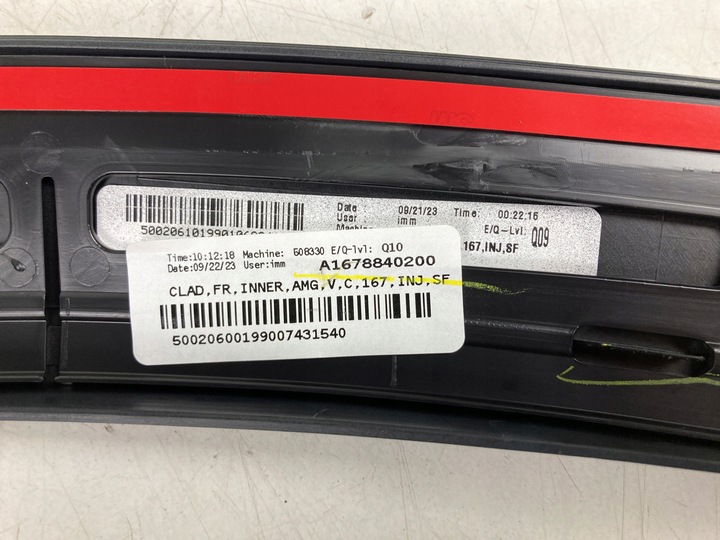 Date 09/21/23 Time: 00:22:16
User imm E/Q-Lvl: Q09
167,INJ,SF
Time:10:12:18 Machine: 608330 E/Q-lvl: Q10
Date:09/22/23 User:imm A1678840200
CLAD,FR,INNER,AMG,V,C,167,INJ,SF
50020600199007431540